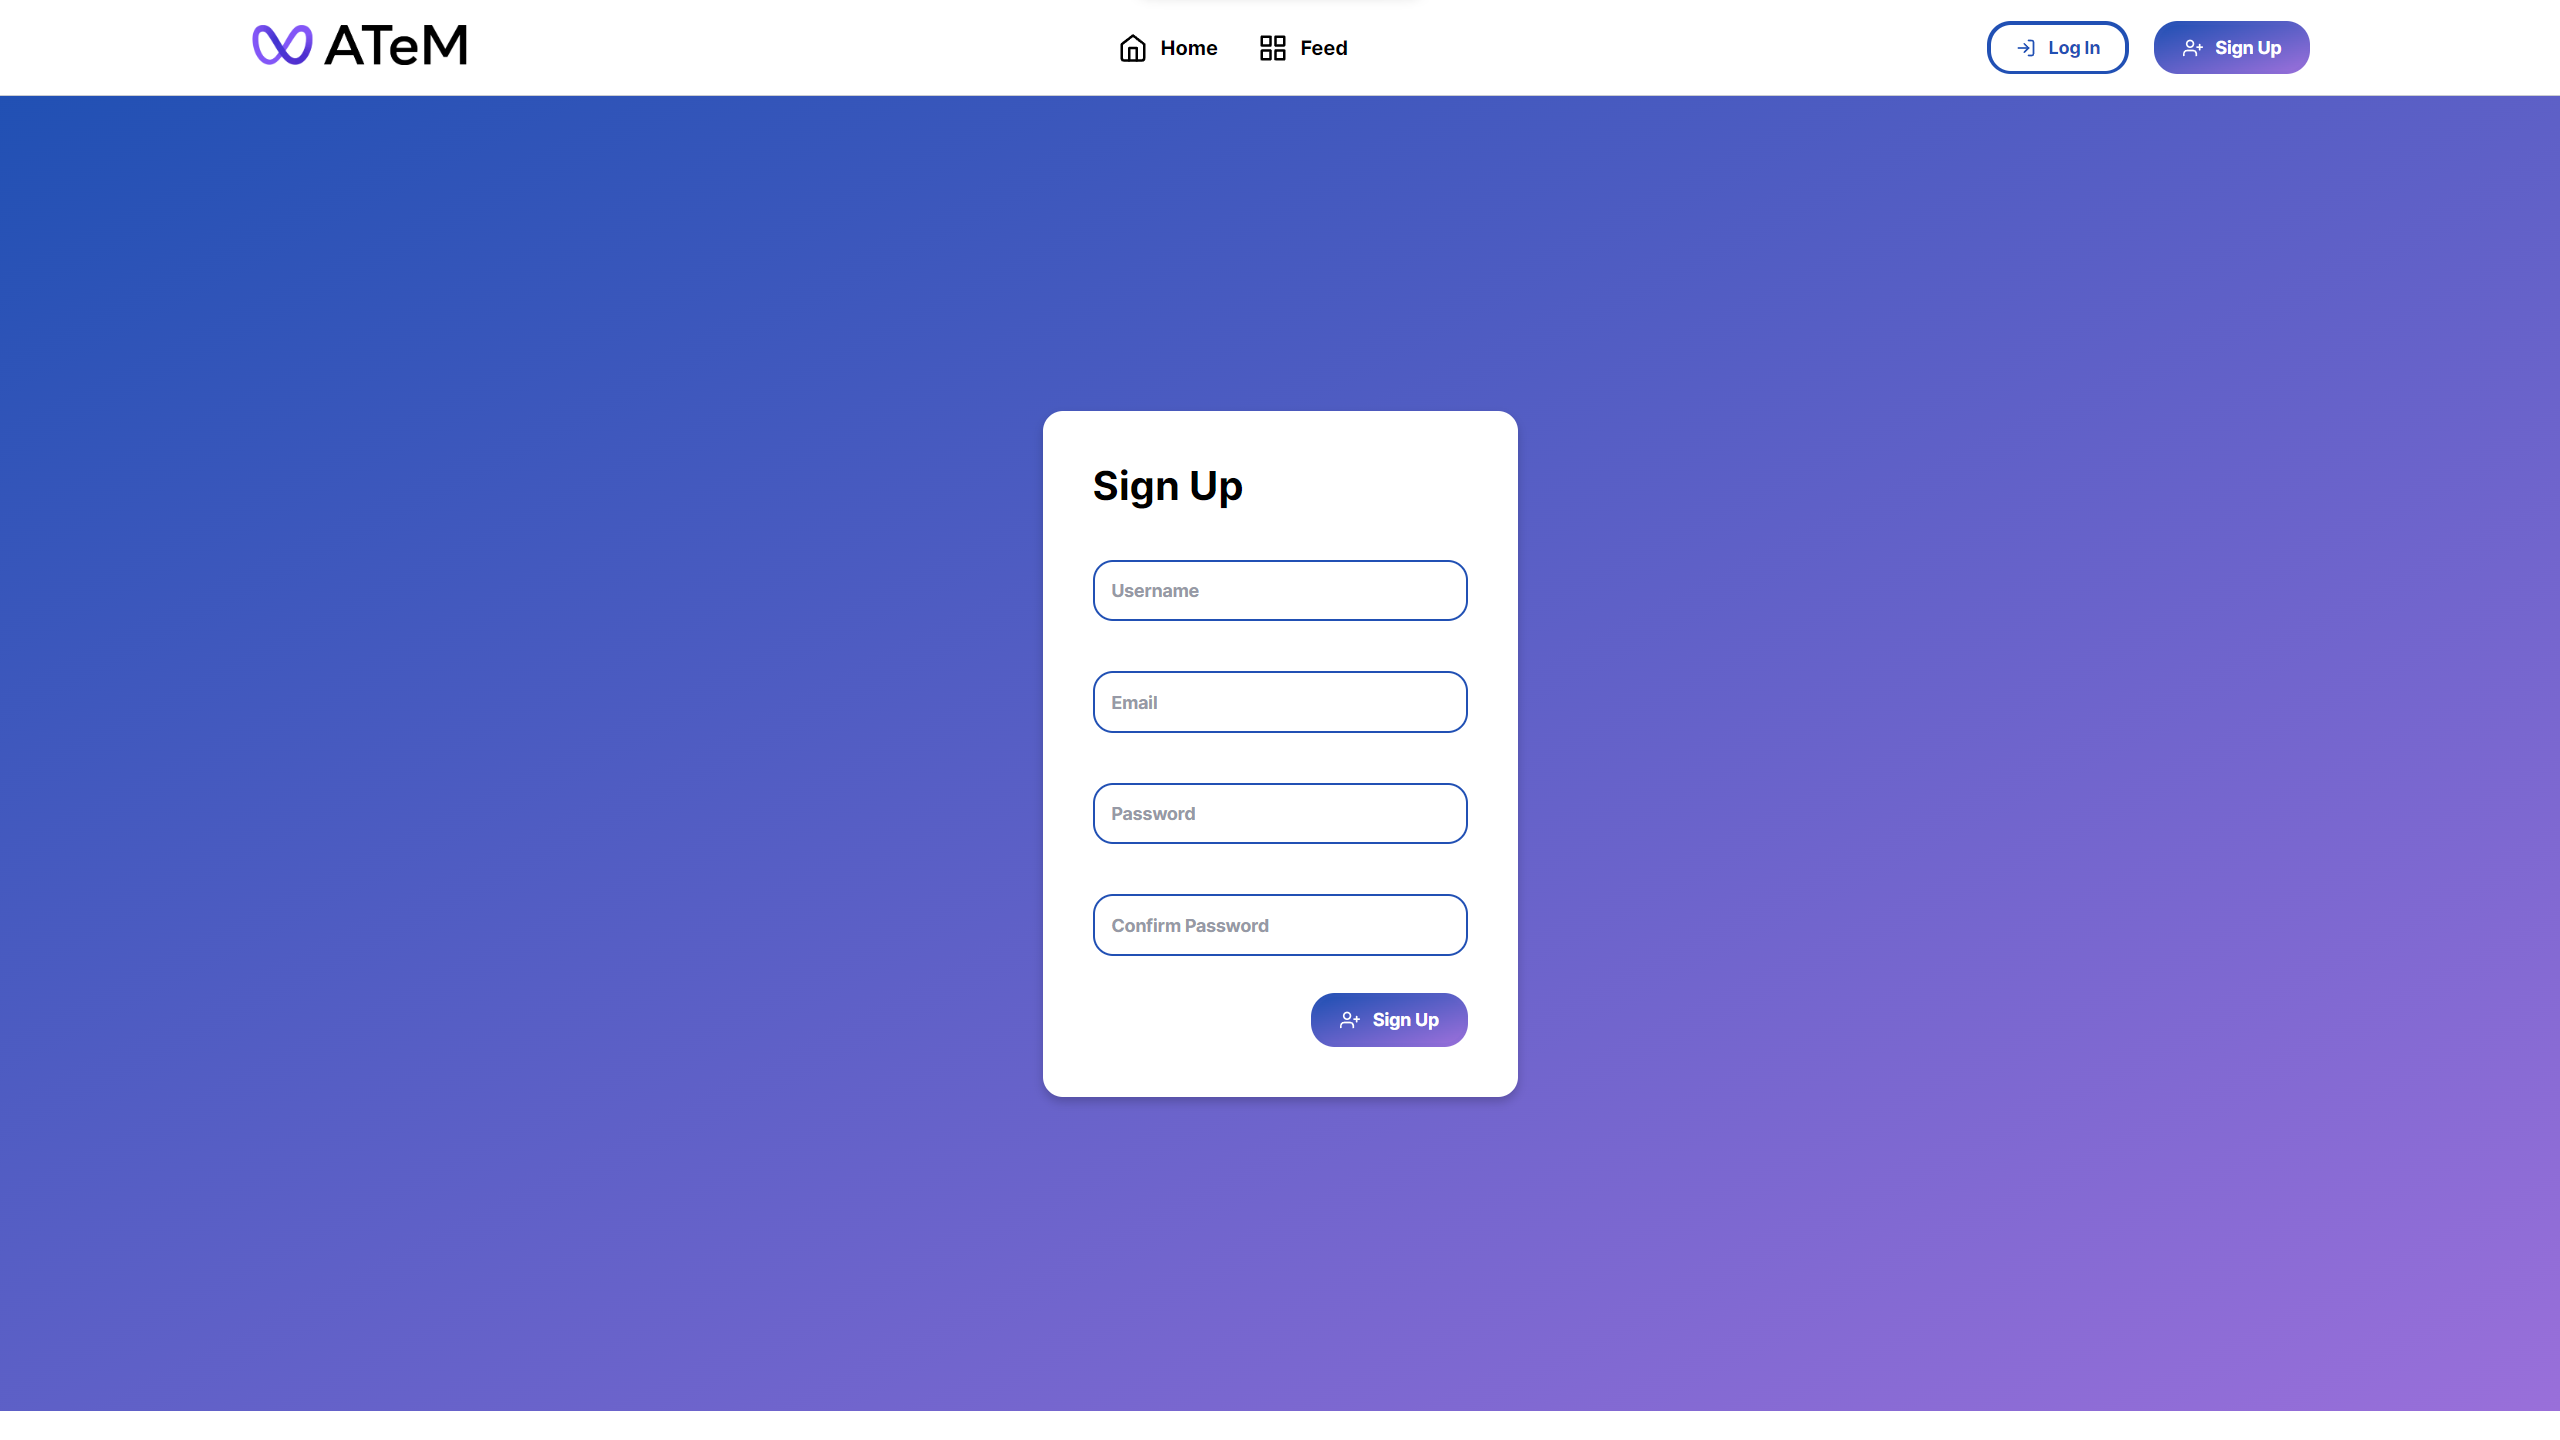 ATeM
Home
Feed
Log In
Sign Up
Sign Up
Username
Email
Password
Confirm Password
Sign Up